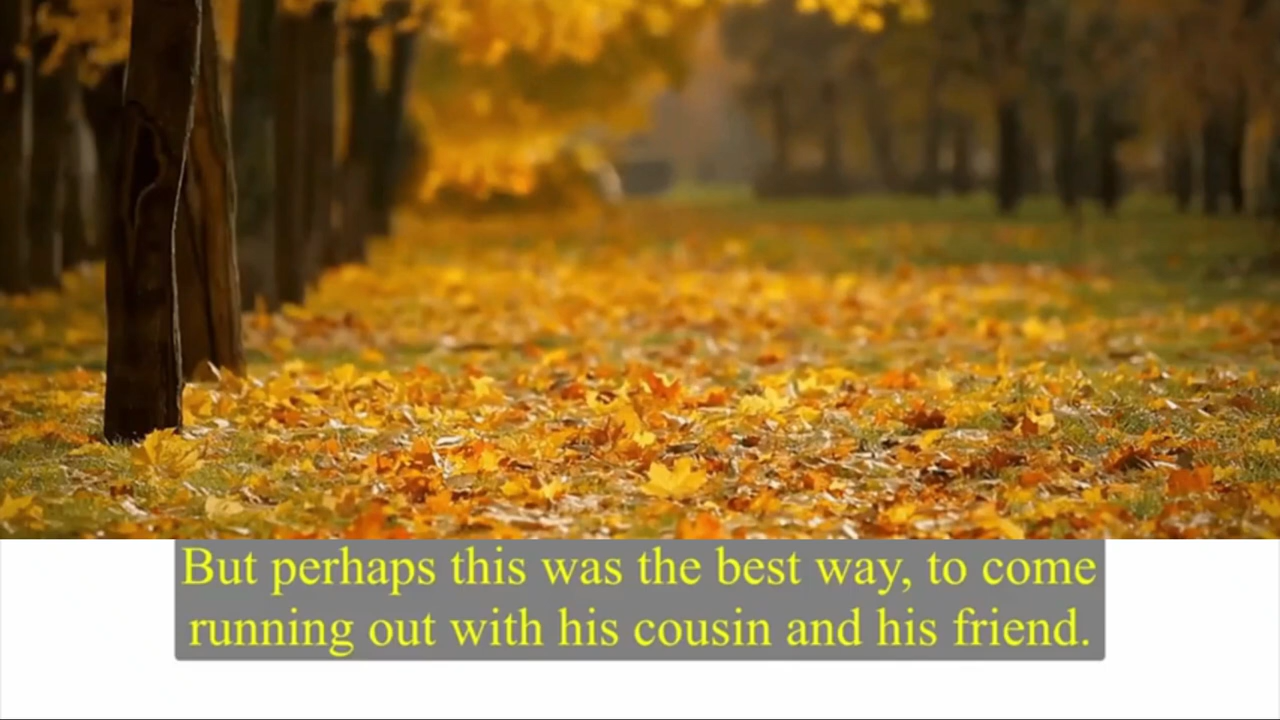 But perhaps this was the best way, to come
running out with his cousin and his friend.